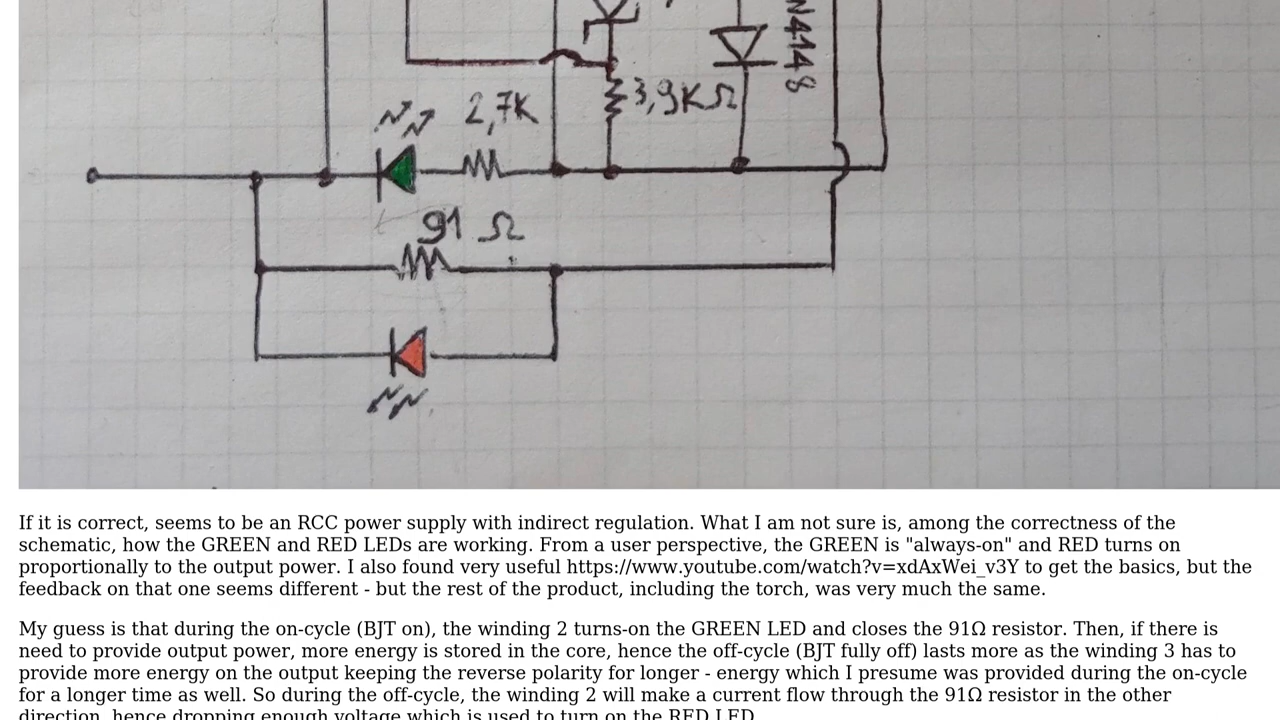 N4148
3,9KΩ
2,7K
91 Ω
If it is correct, seems to be an RCC power supply with indirect regulation. What I am not sure is, among the correctness of the
schematic, how the GREEN and RED LEDs are working. From a user perspective, the GREEN is "always-on" and RED turns on
proportionally to the output power. I also found very useful https://www.youtube.com/watch?v=xdAxWei_v3Y to get the basics, but the
feedback on that one seems different - but the rest of the product, including the torch, was very much the same.
My guess is that during the on-cycle (BJT on), the winding 2 turns-on the GREEN LED and closes the 91Ω resistor. Then, if there is
need to provide output power, more energy is stored in the core, hence the off-cycle (BJT fully off) lasts more as the winding 3 has to
provide more energy on the output keeping the reverse polarity for longer - energy which I presume was provided during the on-cycle
for a longer time as well. So during the off-cycle, the winding 2 will make a current flow through the 91Ω resistor in the other
direction, hence dropping enough voltage which is used to turn on the RED LED.